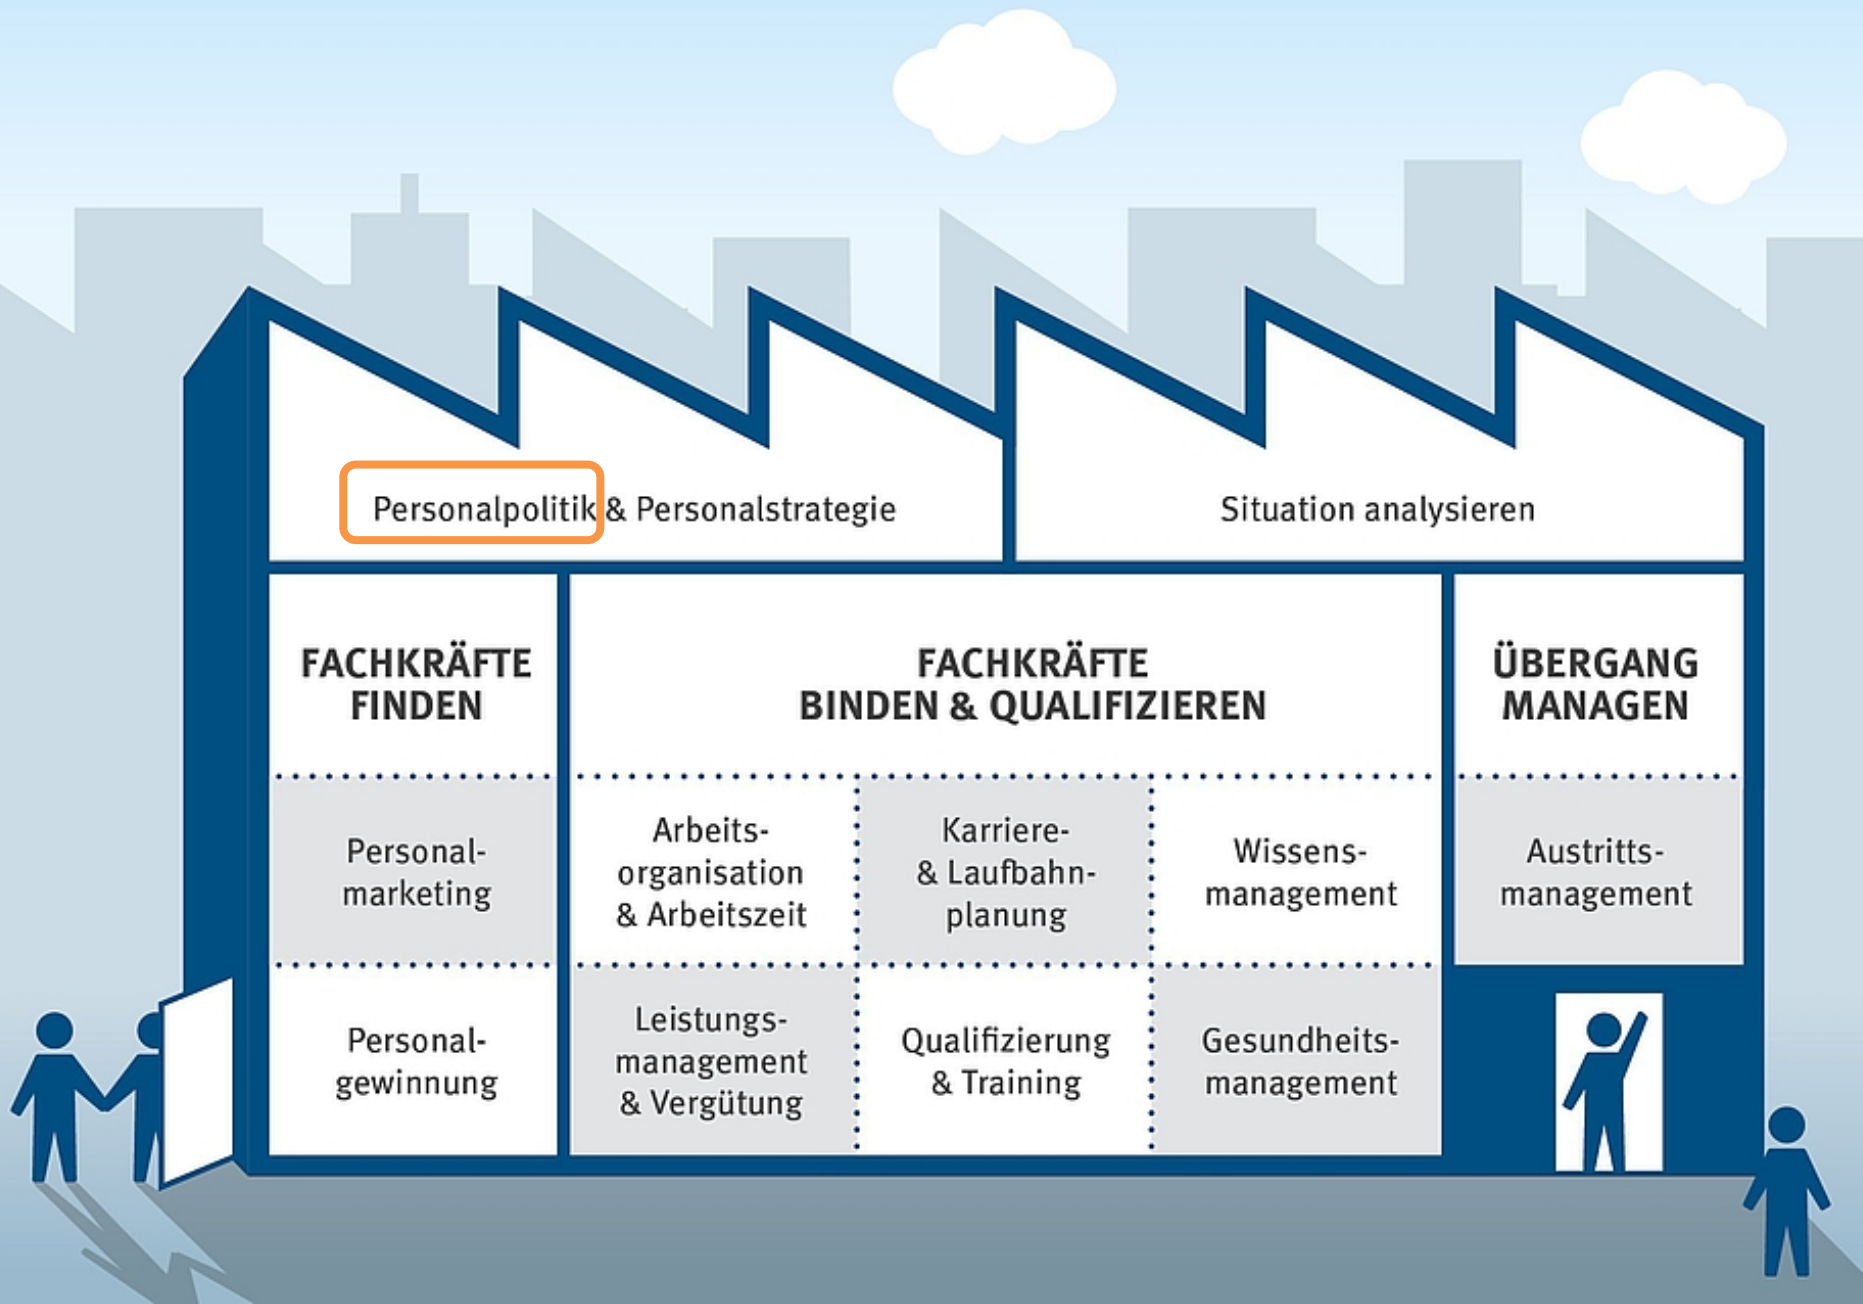 Personalpolitik & Personalstrategie
Situation analysieren
FACHKRÄFTE
FINDEN
FACHKRÄFTE
BINDEN & QUALIFIZIEREN
ÜBERGANG
MANAGEN
Personal-
marketing
Arbeits-
organisation
& Arbeitszeit
Karriere-
& Laufbahn-
planung
Wissens-
management
Austritts-
management
Personal-
gewinnung
Leistungs-
management
& Vergütung
Qualifizierung
& Training
Gesundheits-
management